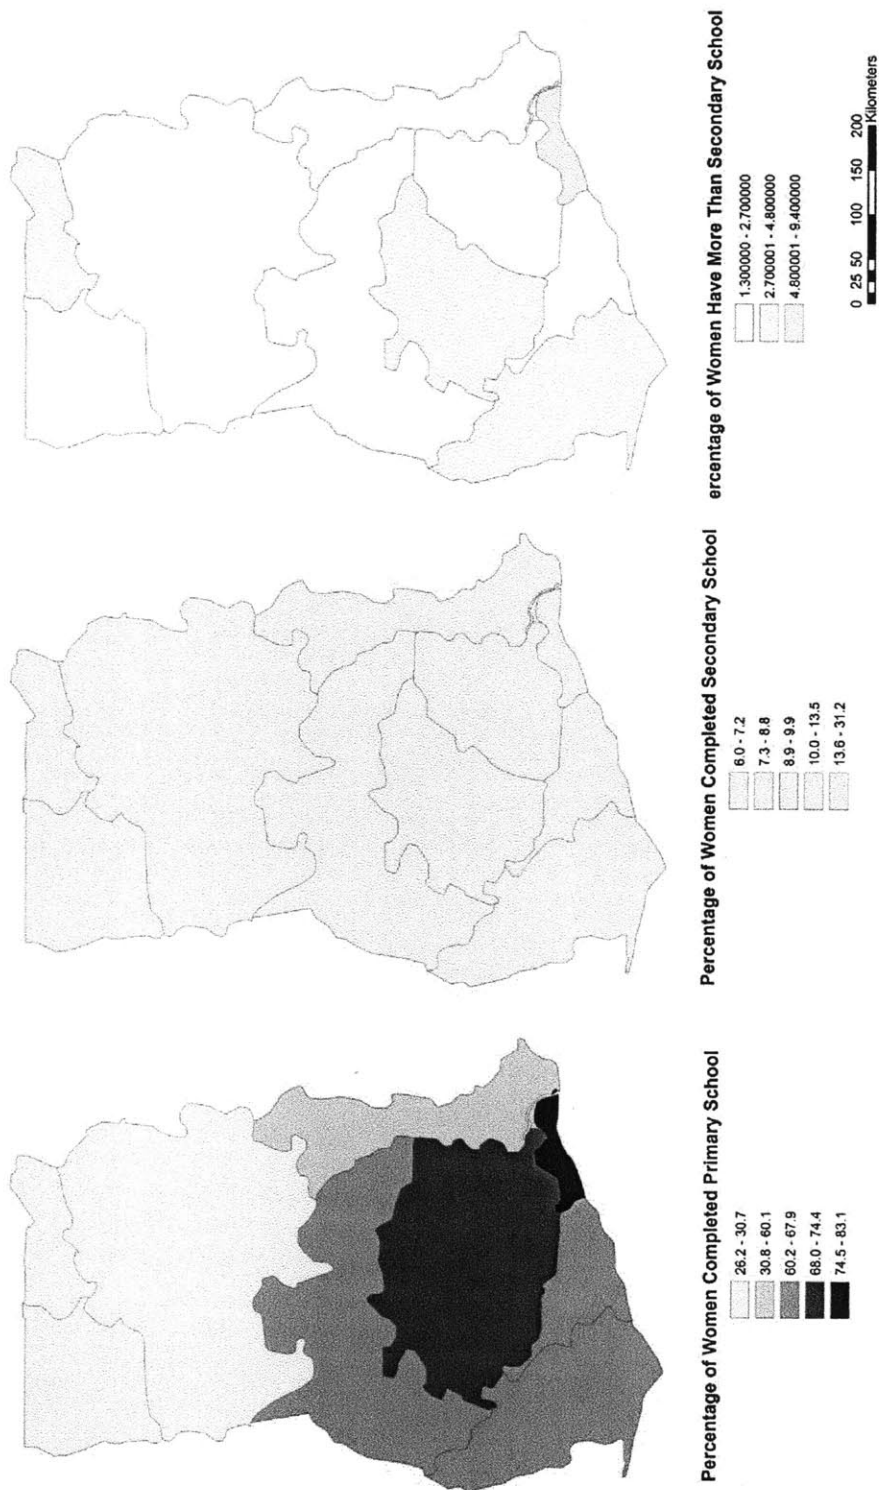 Percentage of Women Completed Primary School
26.2 - 30.7
30.8 - 60.1
60.2 - 67.9
68.0 - 74.4
74.5 - 83.1
Percentage of Women Completed Secondary School
6.0 - 7.2
7.3 - 8.8
8.9 - 9.9
10.0 - 13.5
13.6 - 31.2
ercentage of Women Have More Than Secondary School
1.300000 - 2.700000
2.700001 - 4.800000
4.800001 - 9.400000
0 25 50 100 150 200
Kilometers